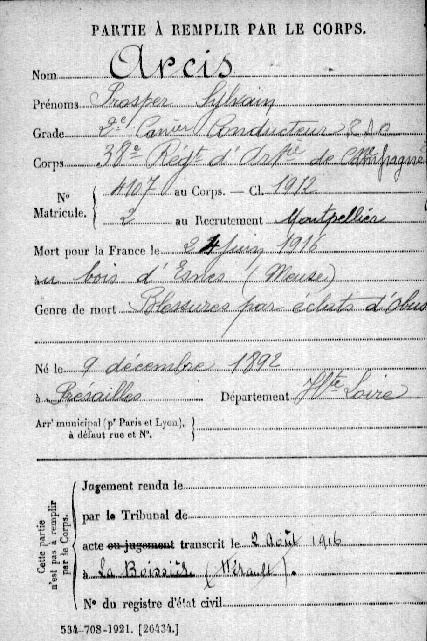 PARTIE À REMPLIR PAR LE CORPS.
Nom Arcis
Prénoms Prosper Sylvain
Grade 2e Canier Conducteur
Corps 38e Régt d'Artie de Campagne
N° Matricule. 4107 au Corps. — Cl. 1912
2 au Recrutement Montpellier
Mort pour la France le 24 Juin 1916
au bois d'Esnes (Meuse)
Genre de mort Blessures par éclats d'obus
Né le 9 décembre 1892
à Présailles Département Hte Loire
Arrt municipal (pr Paris et Lyon),
à défaut rue et N°.
Cette partie
n'est pas à remplir
par le Corps.
Jugement rendu le
par le Tribunal de
acte ou jugement transcrit le 2 Août 1916
à La Boissière (Hérault).
N° du registre d'état civil
534-708-1921. [26434.]